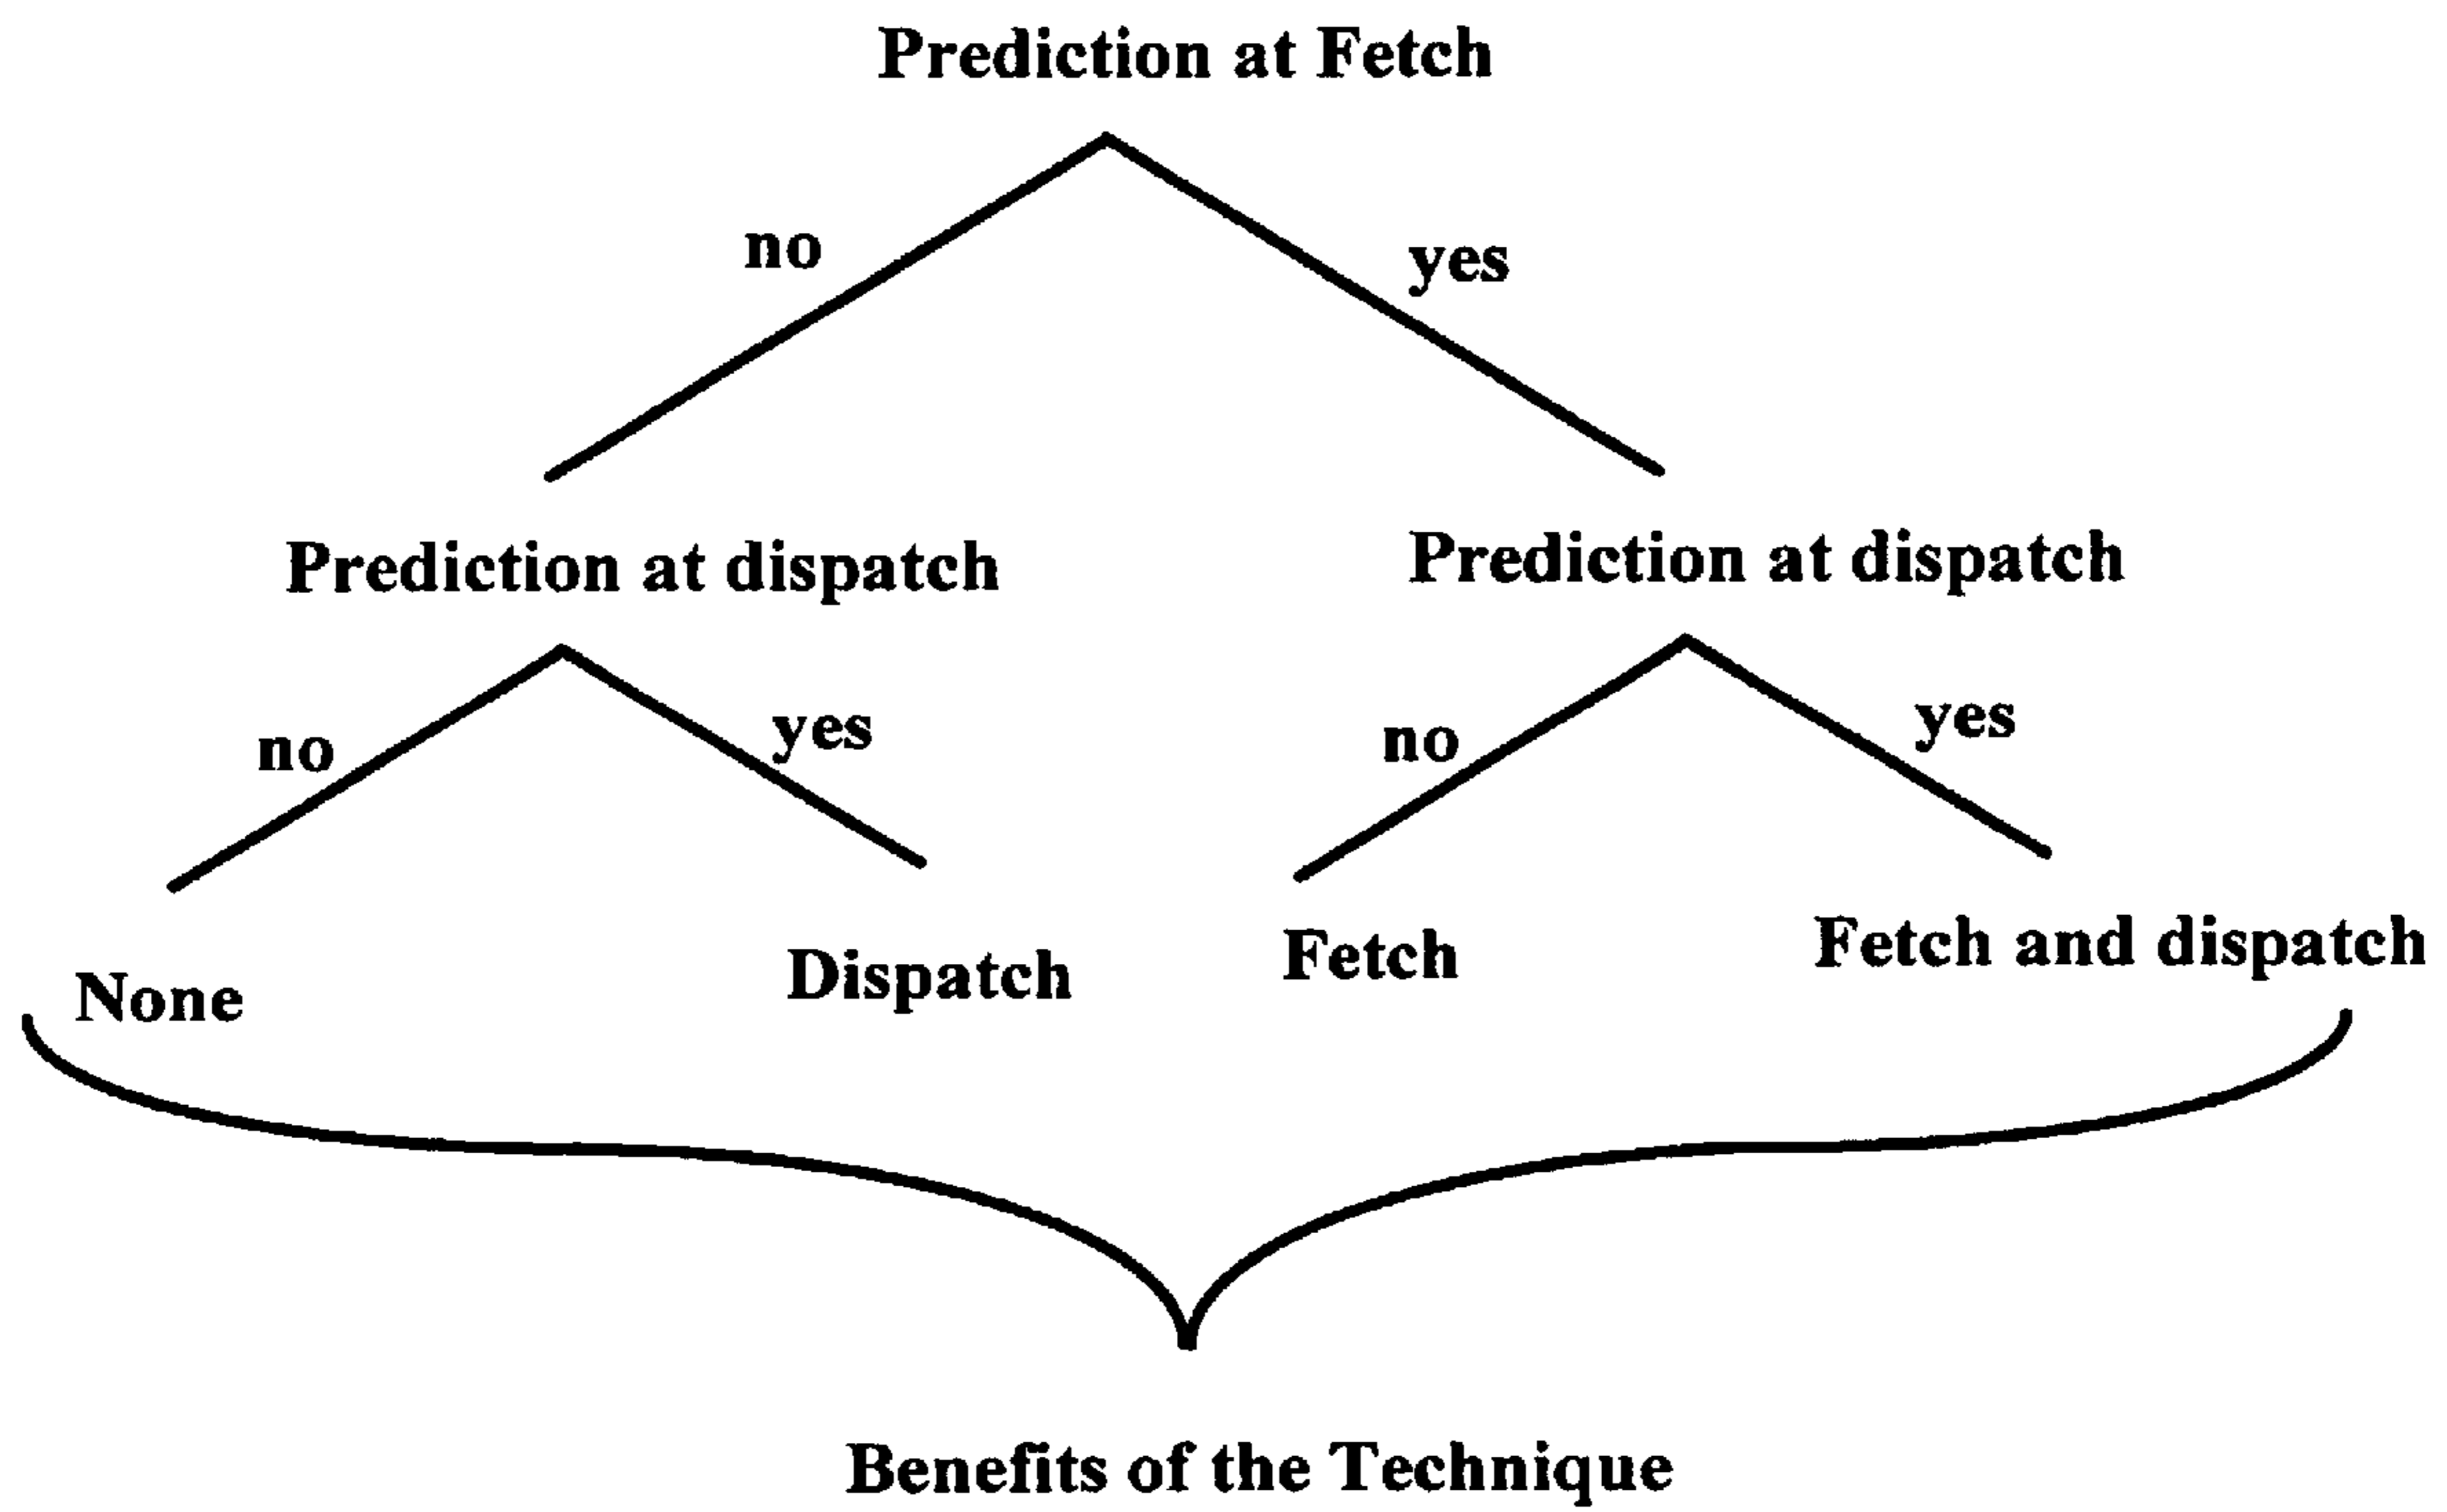 Prediction at Fetch
no
yes
Prediction at dispatch
Prediction at dispatch
no
yes
no
yes
None
Dispatch
Fetch
Fetch and dispatch
Benefits of the Technique